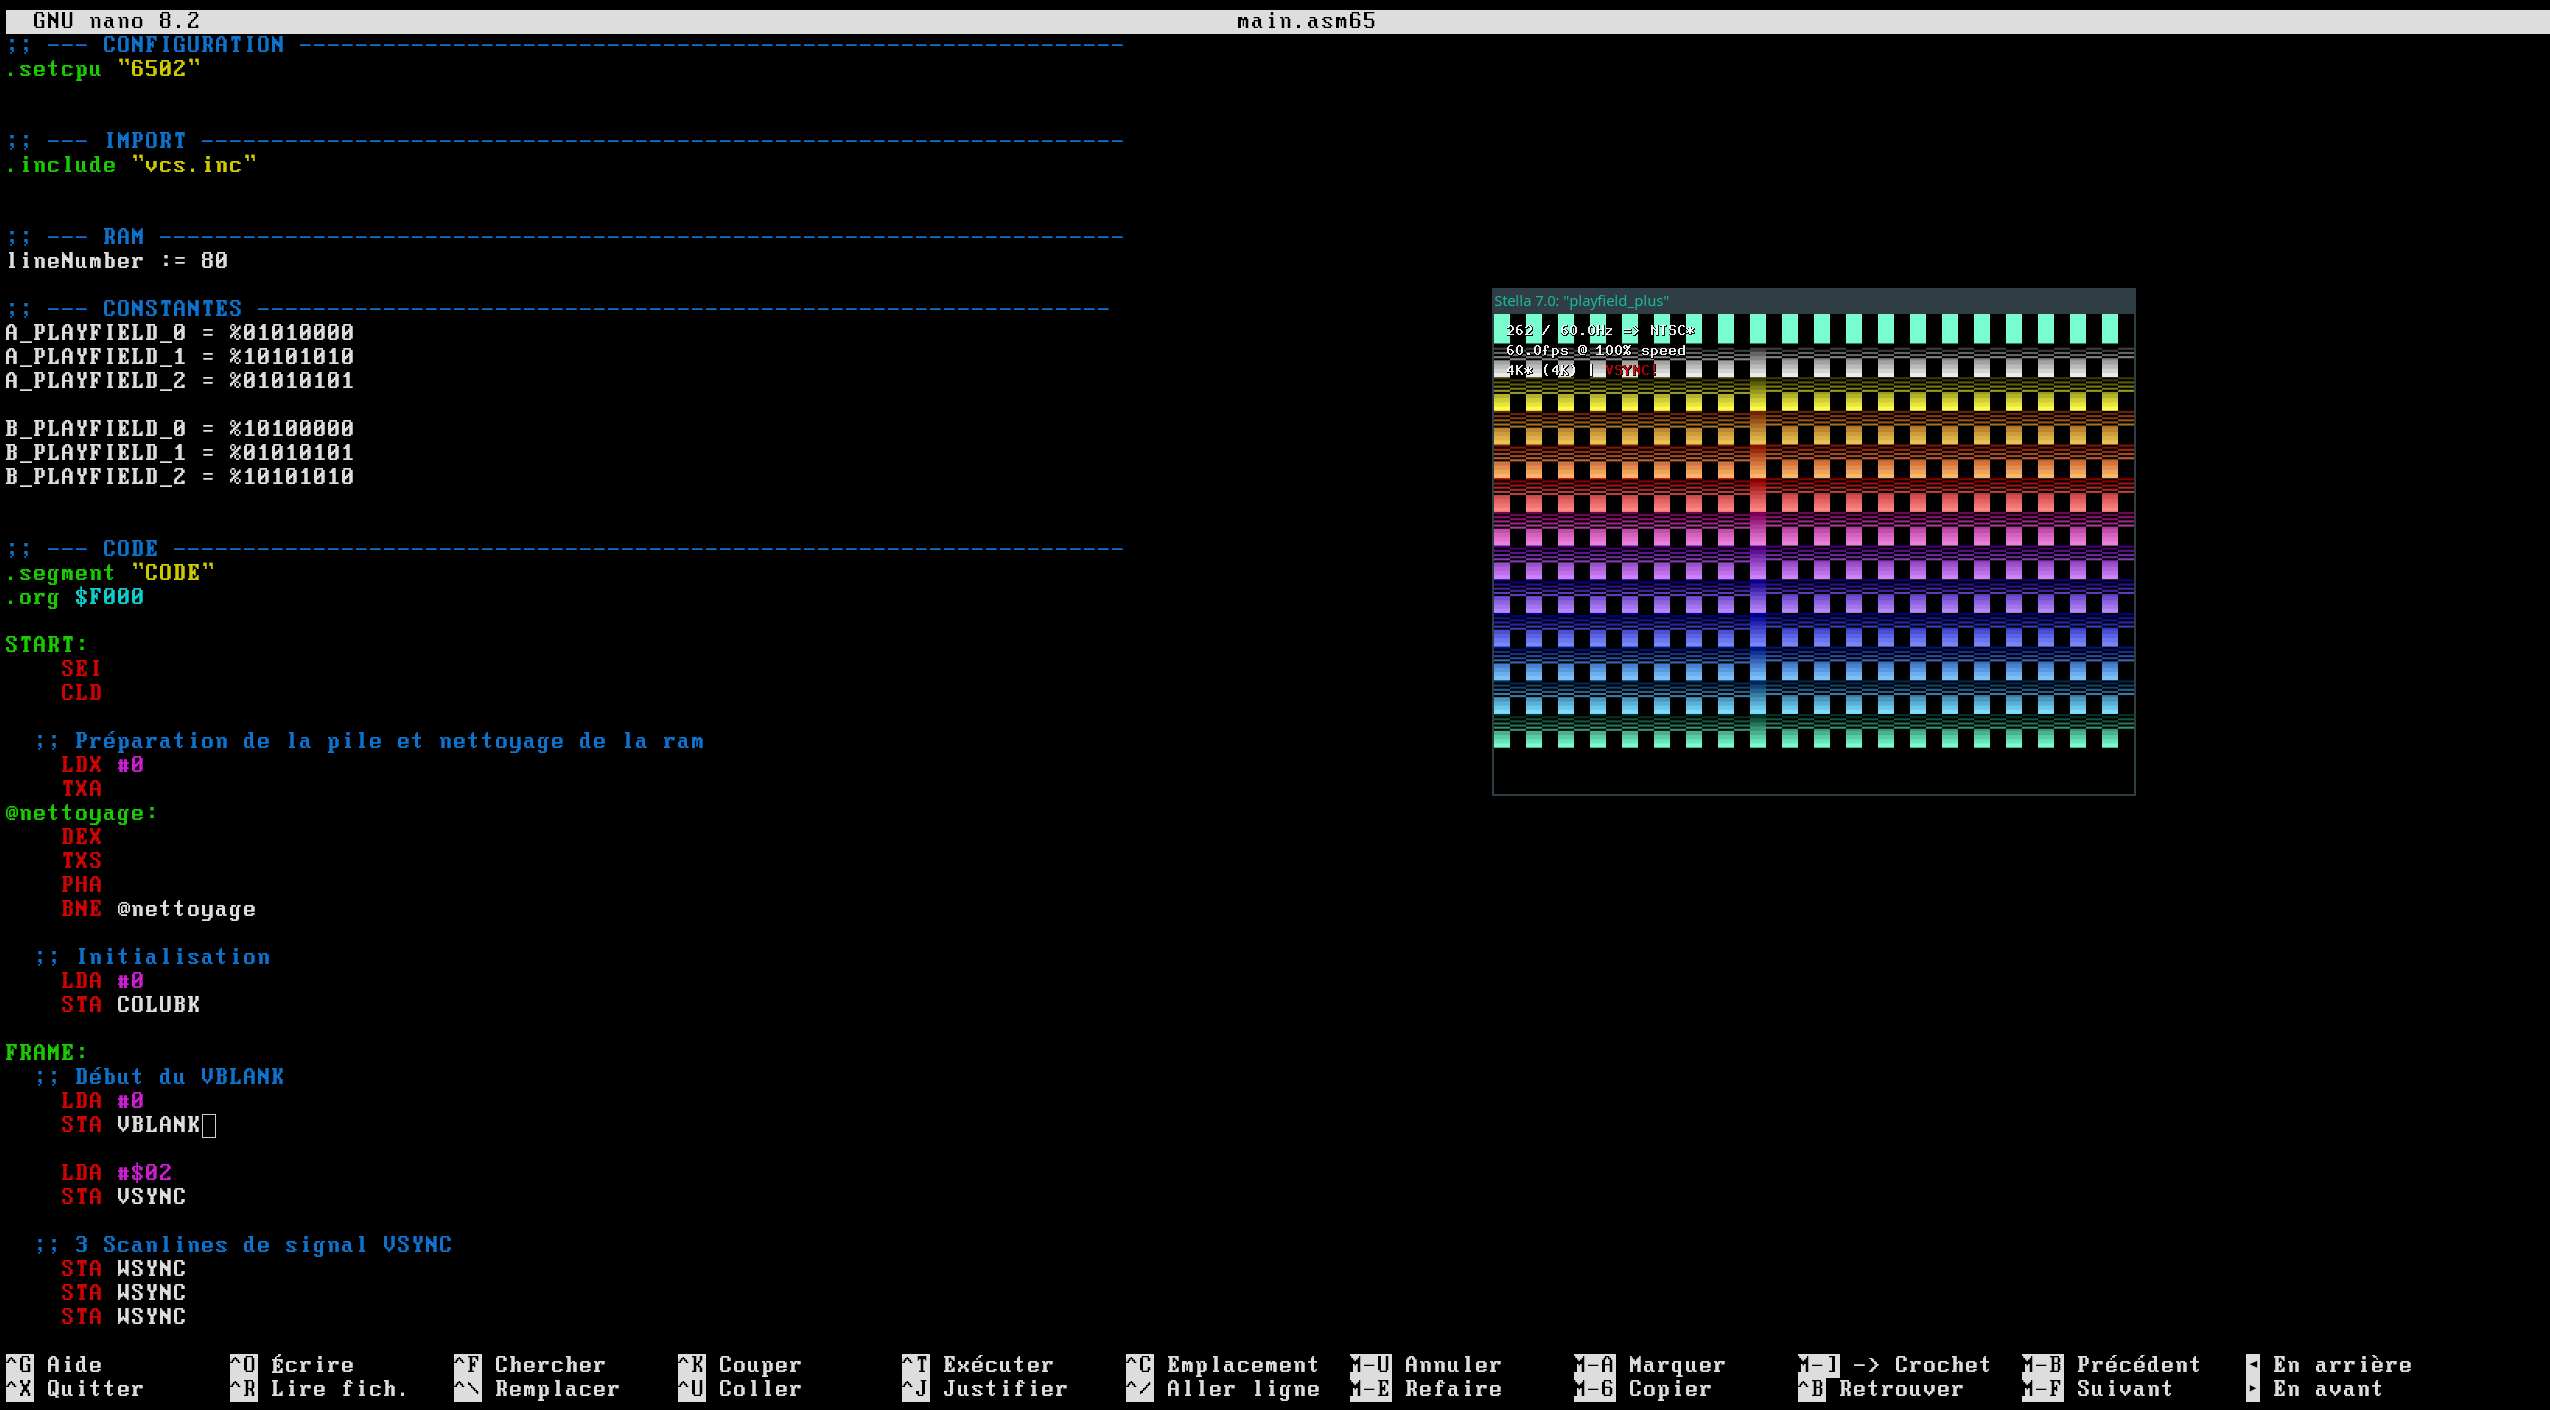 GNU nano 8.2 main.asm65
;; --- CONFIGURATION -----------------------------------------------------------
.setcpu "6502"
;; --- IMPORT ------------------------------------------------------------------
.include "vcs.inc"
;; --- RAM ---------------------------------------------------------------------
lineNumber := 80
;; --- CONSTANTES -------------------------------------------------------------
A_PLAYFIELD_0 = %01010000
A_PLAYFIELD_1 = %10101010
A_PLAYFIELD_2 = %01010101
B_PLAYFIELD_0 = %10100000
B_PLAYFIELD_1 = %01010101
B_PLAYFIELD_2 = %10101010
;; --- CODE --------------------------------------------------------------------
.segment "CODE"
.org $F000
START:
SEI
CLD
;; Préparation de la pile et nettoyage de la ram
LDX #0
TXA
@nettoyage:
DEX
TXS
PHA
BNE @nettoyage
;; Initialisation
LDA #0
STA COLUBK
FRAME:
;; Début du VBLANK
LDA #0
STA VBLANK
LDA #$02
STA VSYNC
;; 3 Scanlines de signal VSYNC
STA WSYNC
STA WSYNC
STA WSYNC
Stella 7.0: "playfield_plus"
262 / 60.0Hz => NTSC*
60.0fps @ 100% speed
4K* (4K) | VSYNC!
^G Aide ^O Écrire ^F Chercher ^K Couper ^T Exécuter ^C Emplacement M-U Annuler M-A Marquer M-] -> Crochet M-B Précédent ◂ En arrière
^X Quitter ^R Lire fich. ^\ Remplacer ^U Coller ^J Justifier ^/ Aller ligne M-E Refaire M-6 Copier ^B Retrouver M-F Suivant ▸ En avant